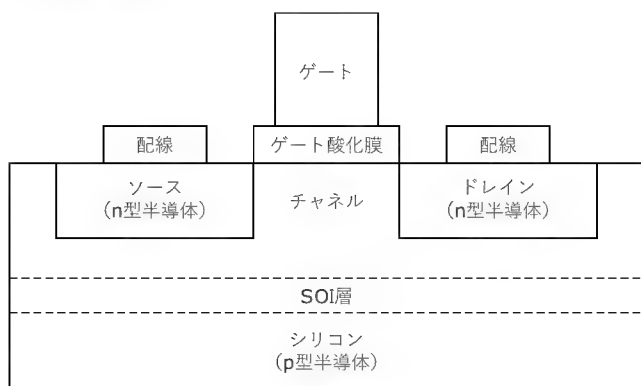 ゲート
配線
ゲート酸化膜
配線
ソース
(n型半導体)
チャネル
ドレイン
(n型半導体)
SOI層
シリコン
(p型半導体)